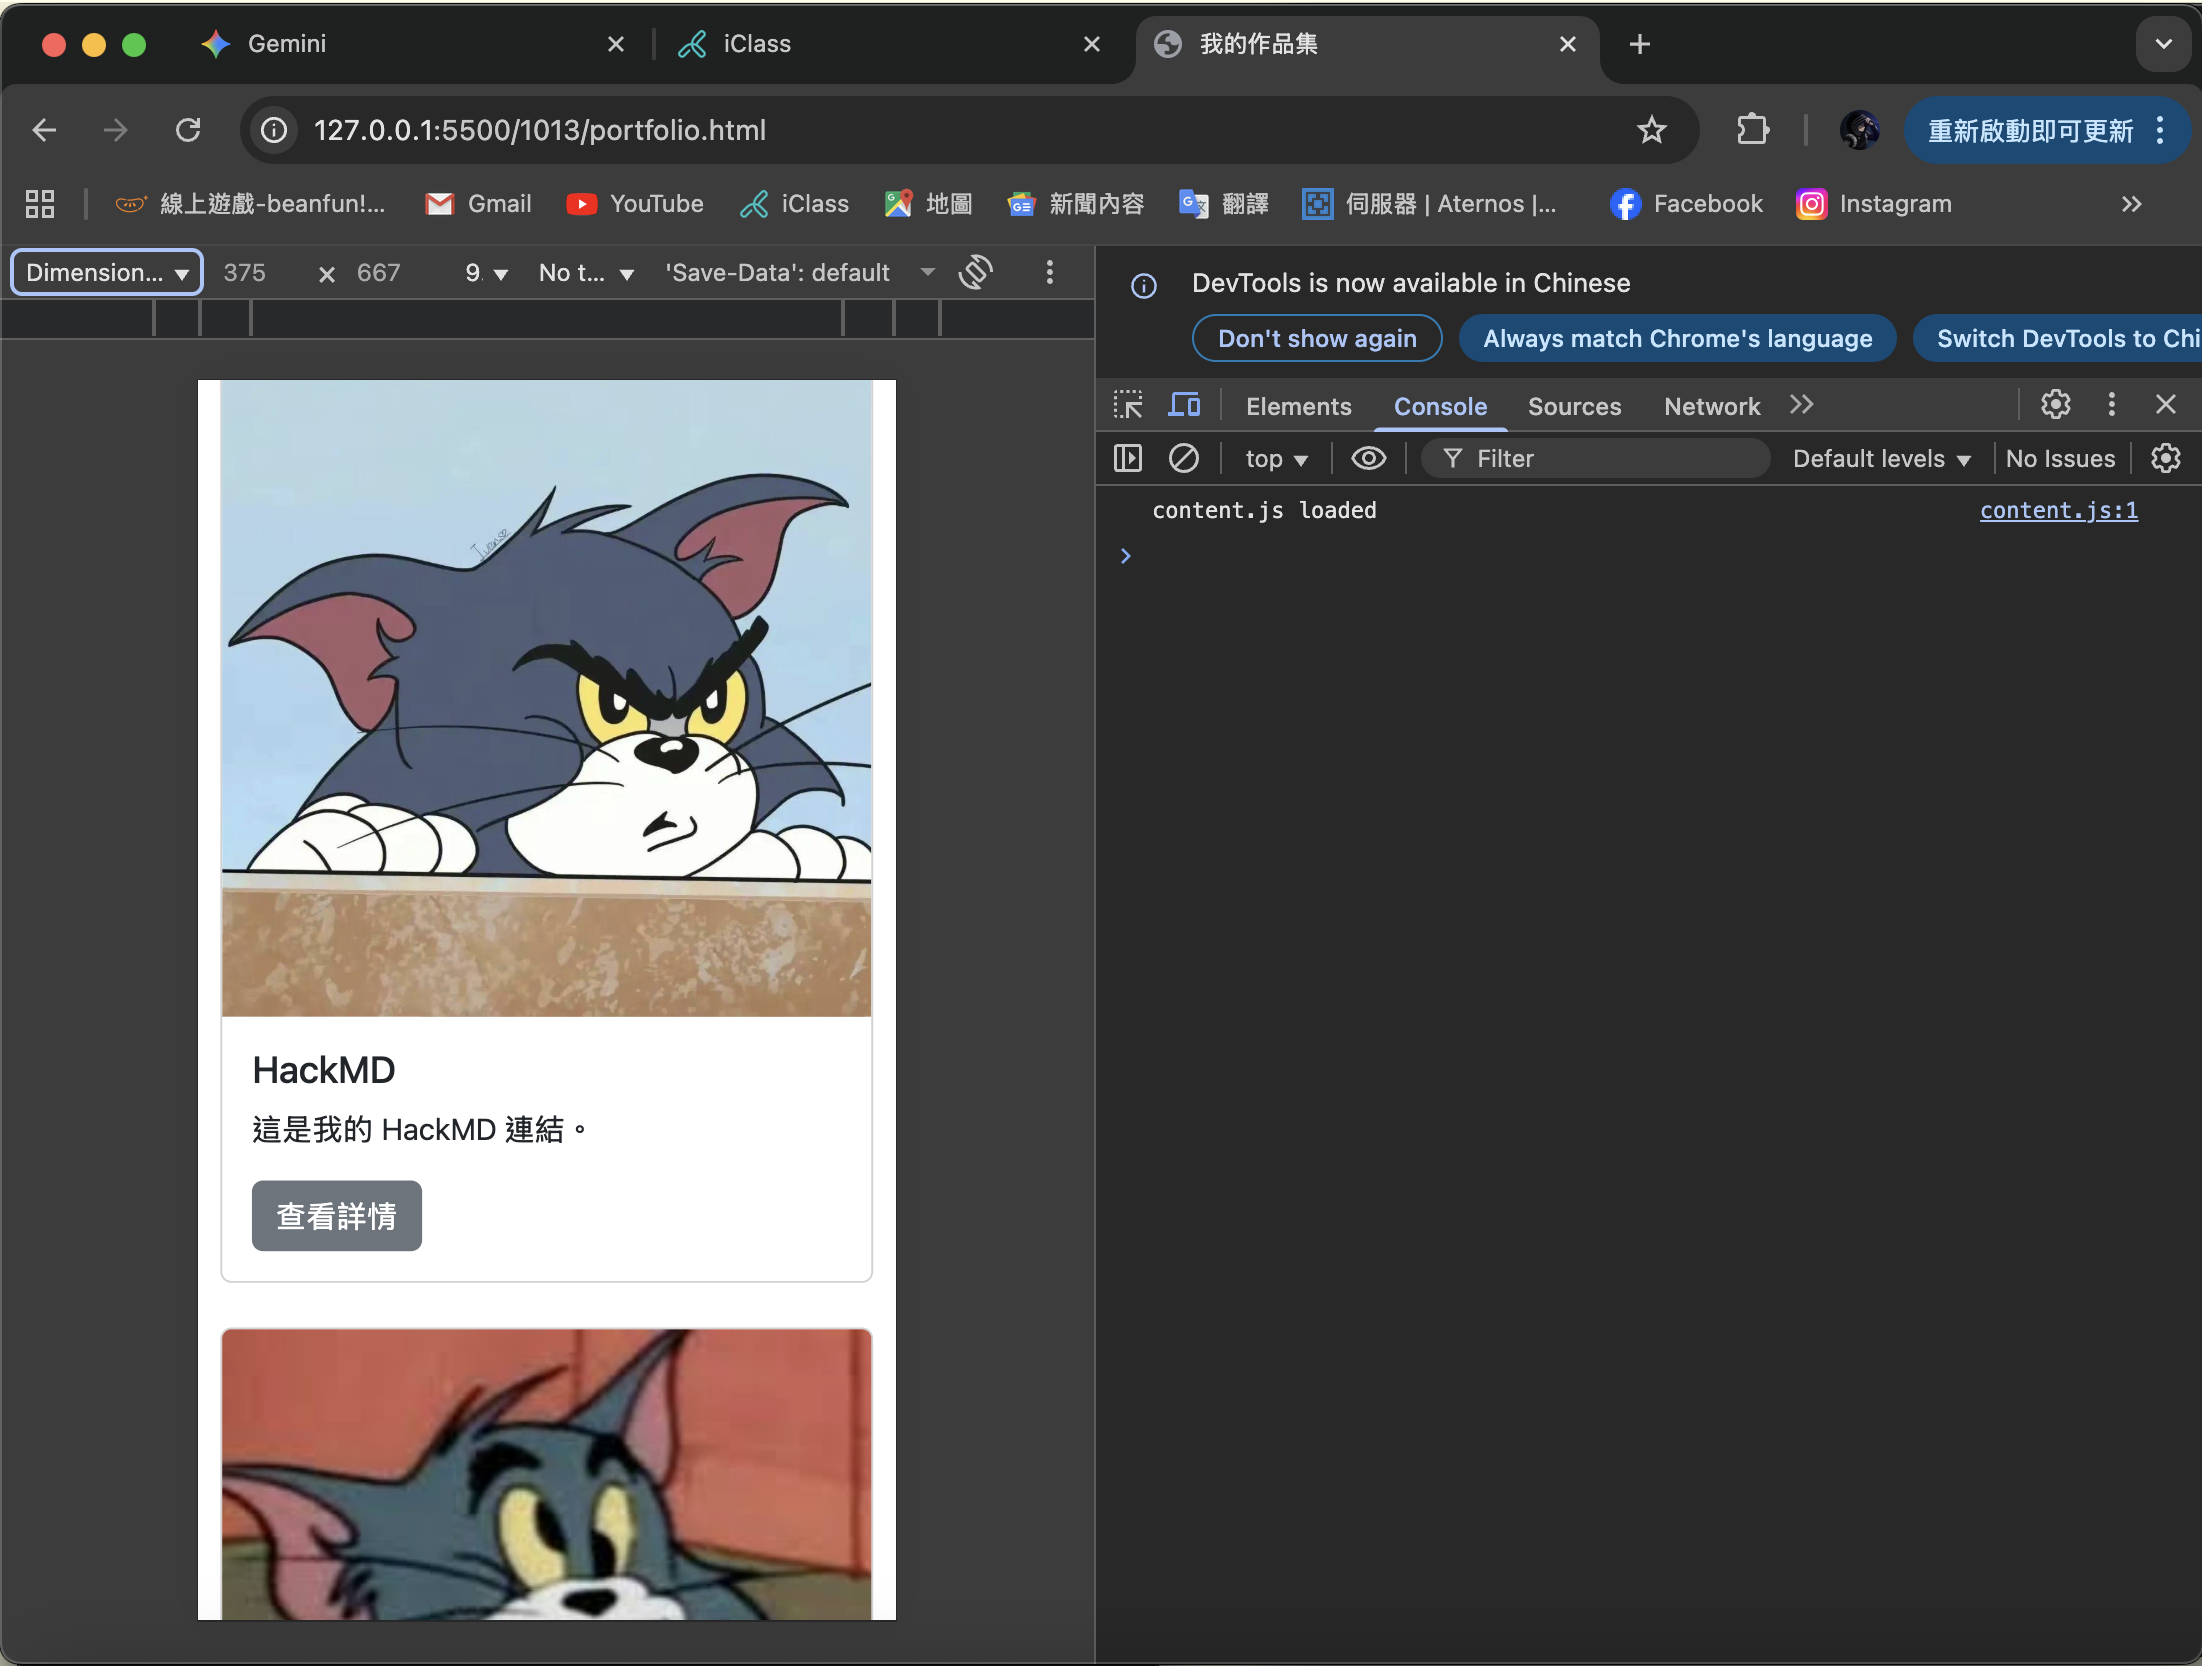 Gemini
iClass
我的作品集
127.0.0.1:5500/1013/portfolio.html
重新啟動即可更新
線上遊戲-beanfun!...
Gmail
YouTube
iClass
地圖
新聞內容
翻譯
伺服器 | Aternos |...
Facebook
Instagram
Dimension...
375
×
667
9.
No t...
'Save-Data': default
DevTools is now available in Chinese
Don't show again
Always match Chrome's language
Switch DevTools to Chi
Elements
Console
Sources
Network
top
Filter
Default levels
No Issues
content.js loaded
content.js:1
HackMD
這是我的 HackMD 連結。
查看詳情